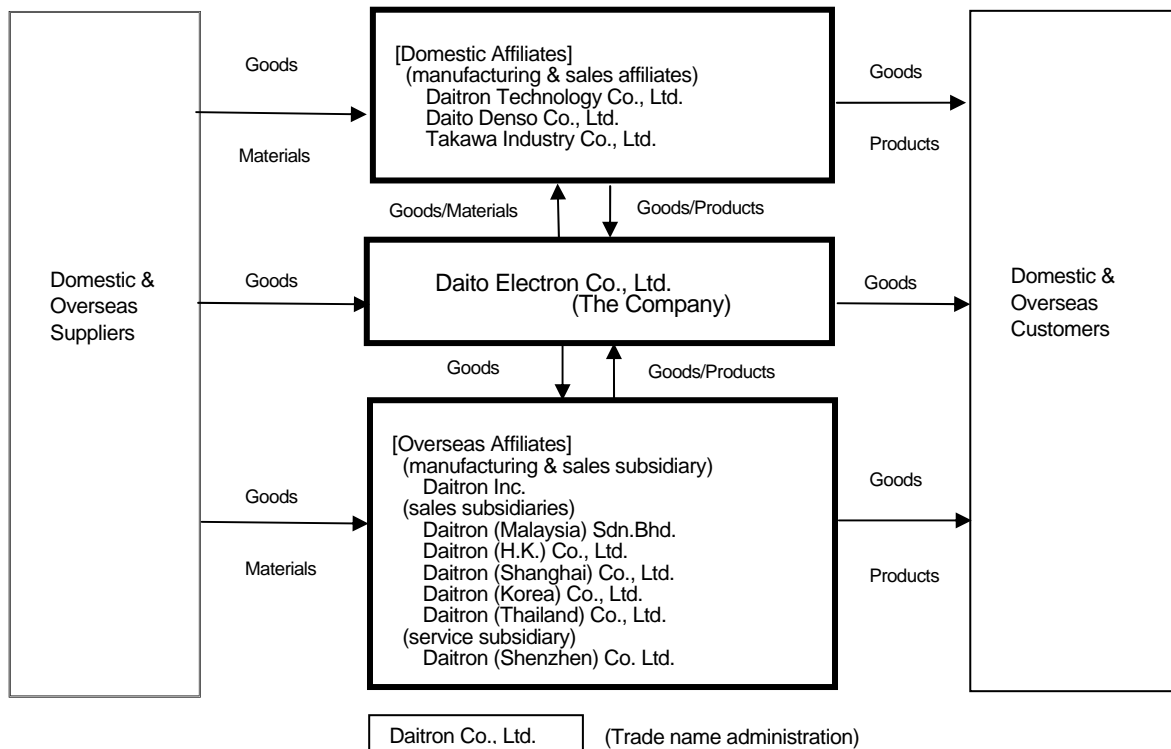 Goods
Materials
[Domestic Affiliates]
(manufacturing & sales affiliates)
Daitron Technology Co., Ltd.
Daito Denso Co., Ltd.
Takawa Industry Co., Ltd.
Goods
Products
Goods/Materials
Goods/Products
Domestic &
Overseas
Suppliers
Goods
Daito Electron Co., Ltd.
(The Company)
Goods
Domestic &
Overseas
Customers
Goods
Goods/Products
Goods
Materials
[Overseas Affiliates]
(manufacturing & sales subsidiary)
Daitron Inc.
(sales subsidiaries)
Daitron (Malaysia) Sdn.Bhd.
Daitron (H.K.) Co., Ltd.
Daitron (Shanghai) Co., Ltd.
Daitron (Korea) Co., Ltd.
Daitron (Thailand) Co., Ltd.
(service subsidiary)
Daitron (Shenzhen) Co. Ltd.
Goods
Products
Daitron Co., Ltd.
(Trade name administration)